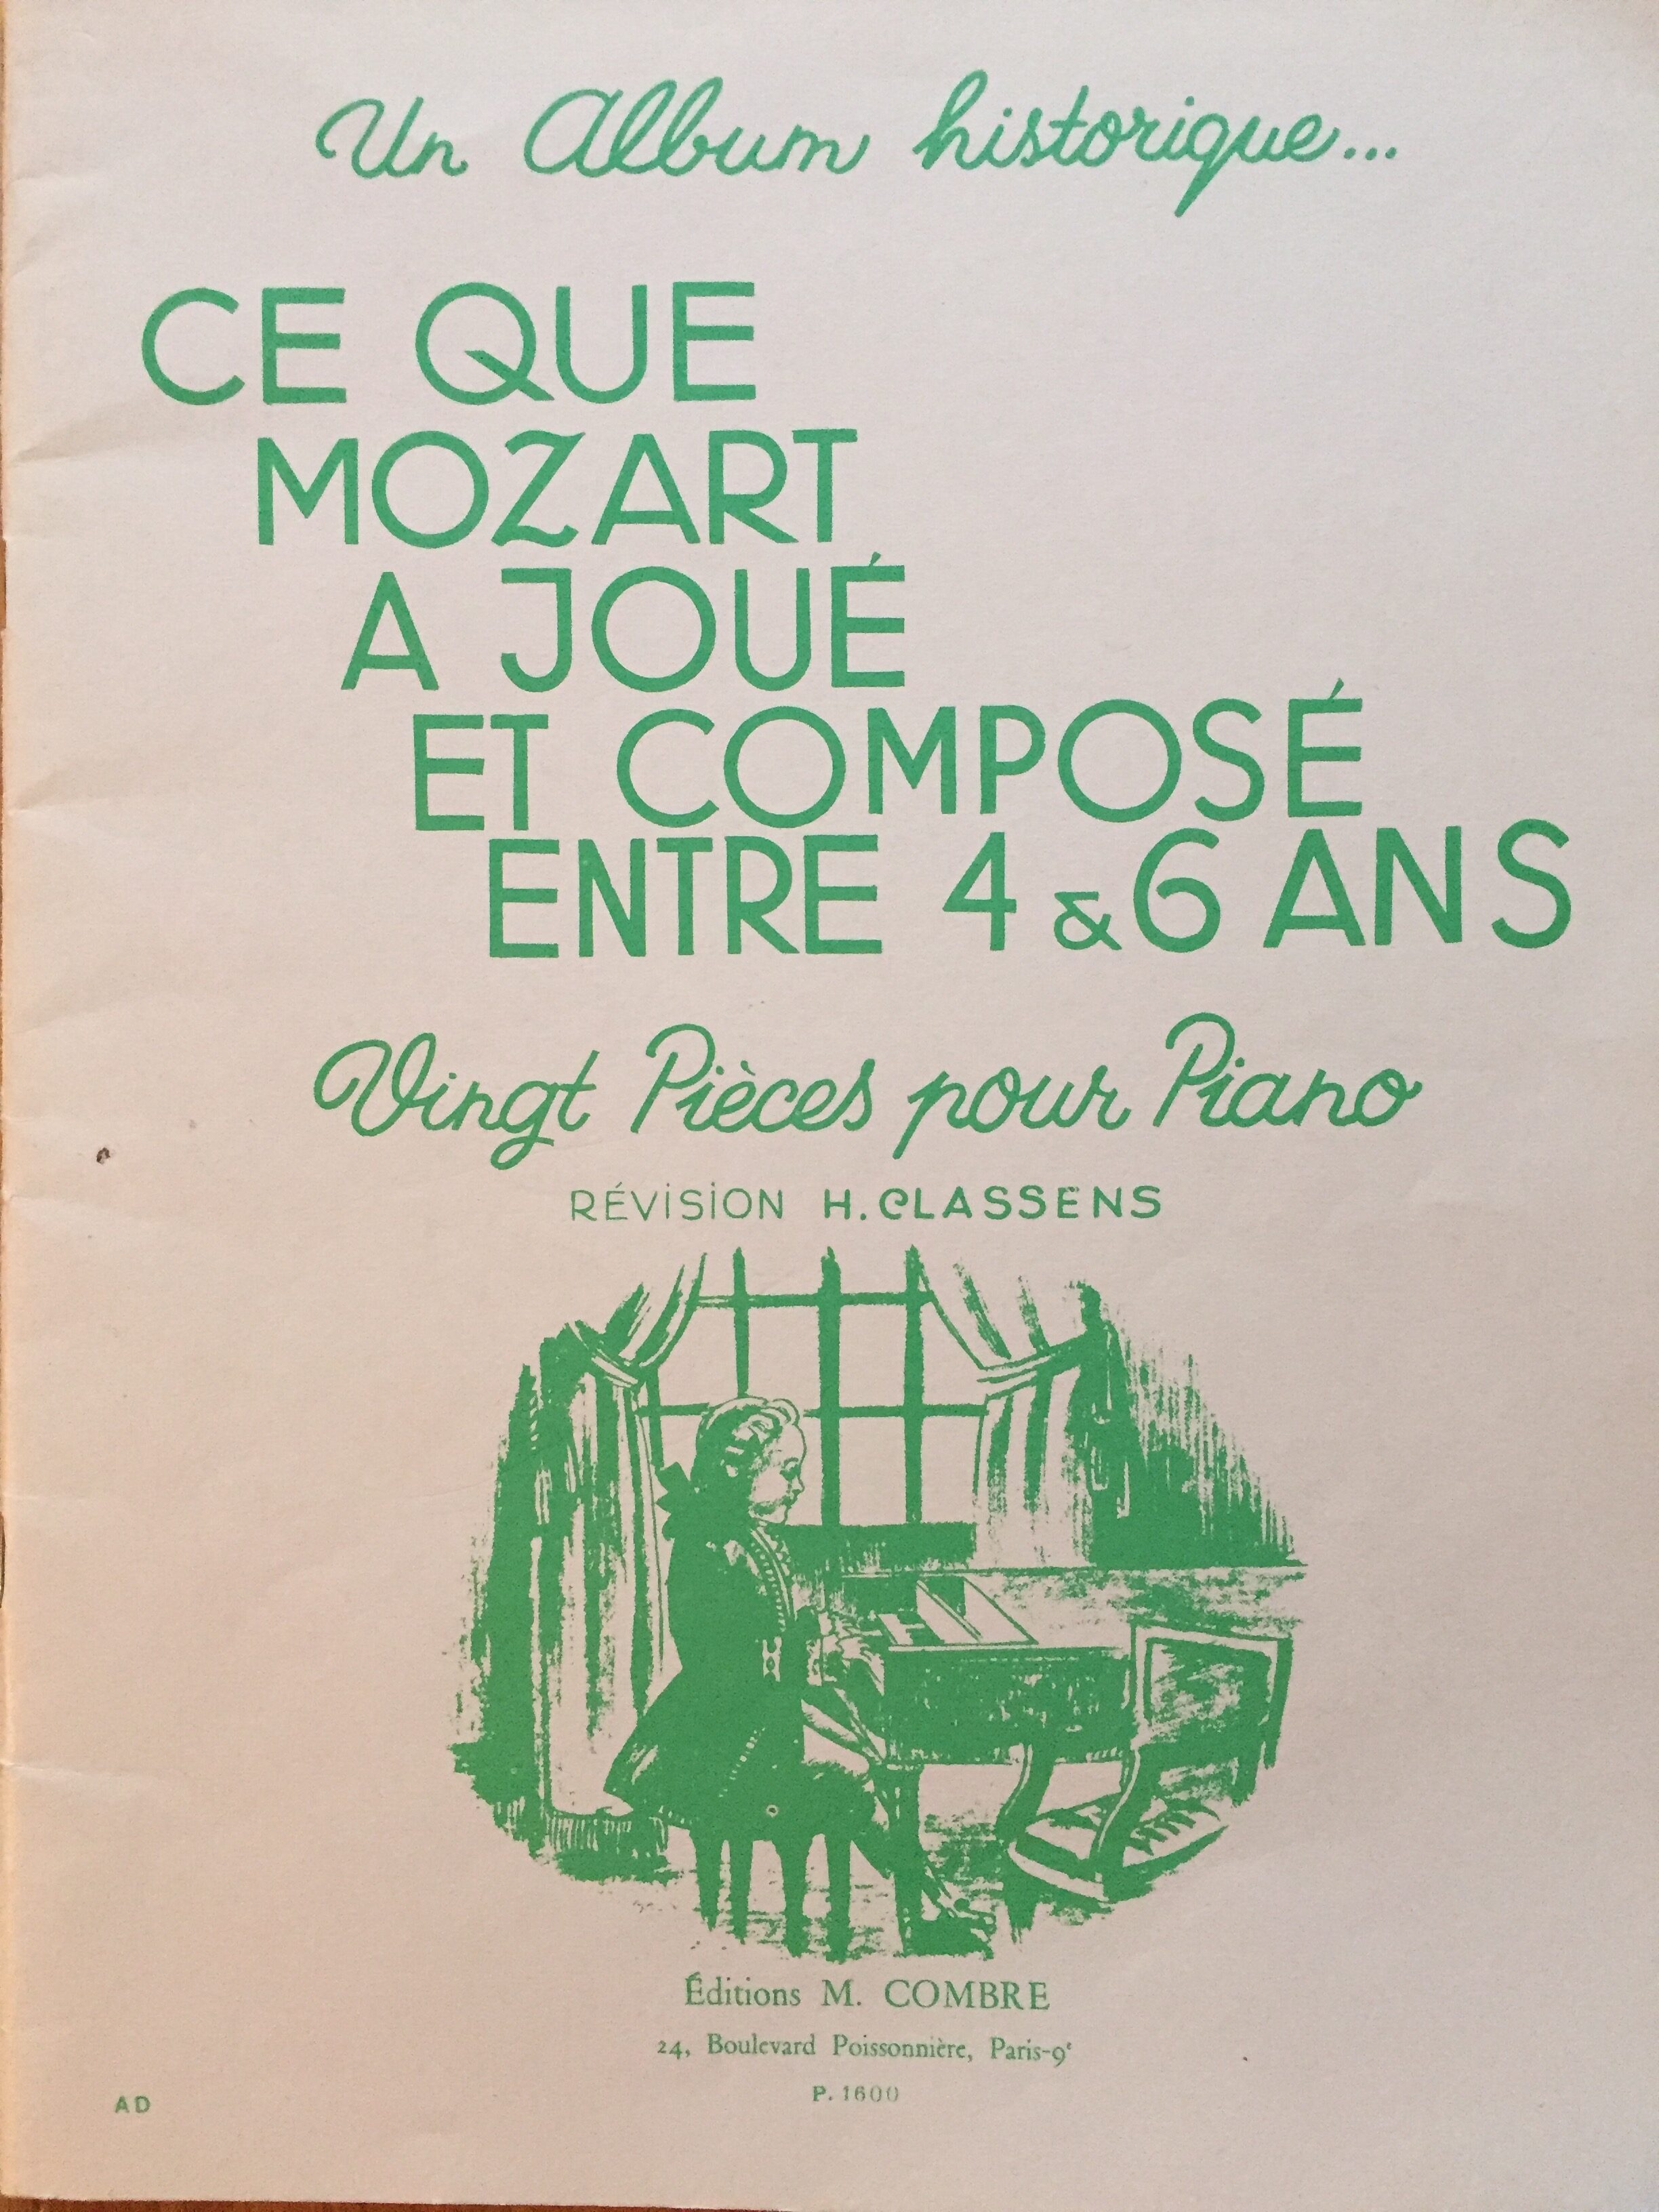 Un Album historique...
CE QUE
MOZART
A JOUÉ
ET COMPOSÉ
ENTRE 4 & 6 ANS
Vingt Pièces pour Piano
RÉVISION H. CLASSENS
Éditions M. COMBRE
24, Boulevard Poissonnière, Paris-9e
P. 1600
AD